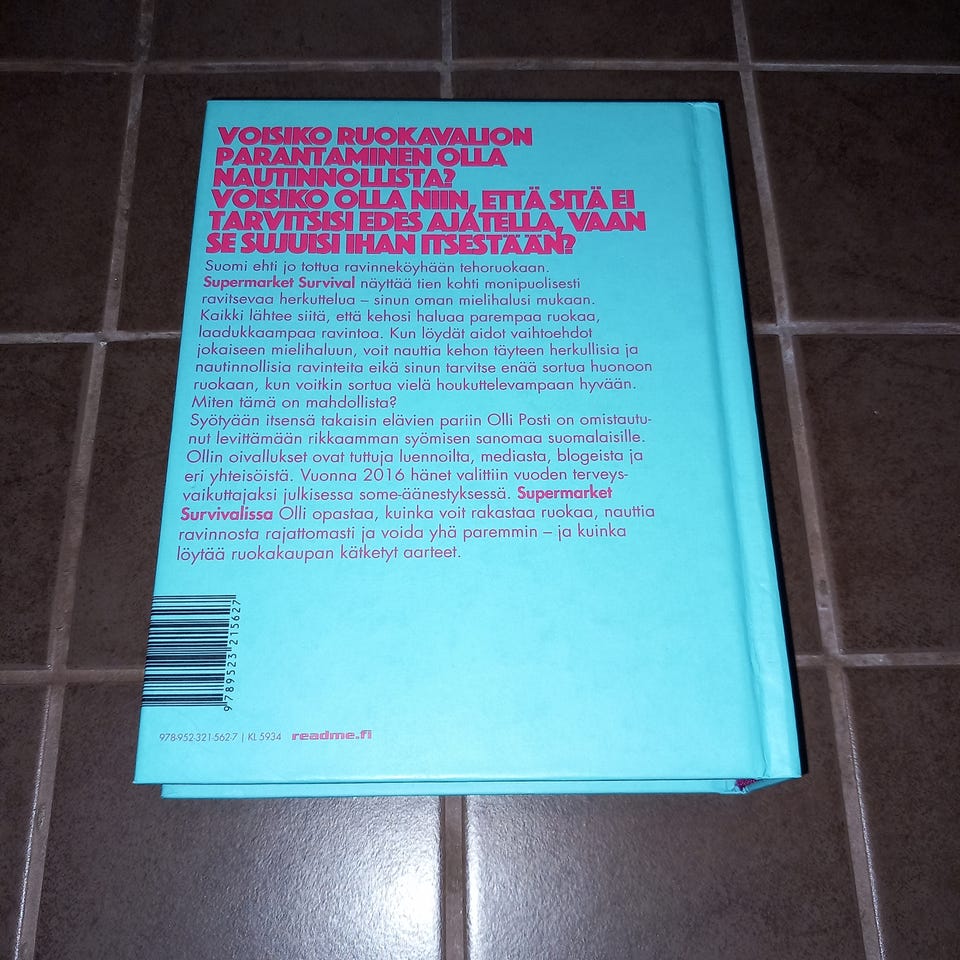 VOISIKO RUOKAVALION
PARANTAMINEN OLLA
NAUTINNOLLISTA?
VOISIKO OLLA NIIN, ETTÄ SITÄ EI
TARVITSISI EDES AJATELLA, VAAN
SE SUJUISI IHAN ITSESTÄÄN?
Suomi ehti jo tottua ravinneköyhään tehoruokaan.
Supermarket Survival näyttää tien kohti monipuolisesti
ravitsevaa herkuttelua – sinun oman mielihalusi mukaan.
Kaikki lähtee siitä, että kehosi haluaa parempaa ruokaa,
laadukkaampaa ravintoa. Kun löydät aidot vaihtoehdot
jokaiseen mielihaluun, voit nauttia kehon täyteen herkullisia ja
nautinnollisia ravinteita eikä sinun tarvitse enää sortua huonoon
ruokaan, kun voitkin sortua vielä houkuttelevampaan hyvään.
Miten tämä on mahdollista?
Syötyään itsensä takaisin elävien pariin Olli Posti on omistautu-
nut levittämään rikkaamman syömisen sanomaa suomalaisille.
Ollin oivallukset ovat tuttuja luennoilta, mediasta, blogeista ja
eri yhteisöistä. Vuonna 2016 hänet valittiin vuoden terveys-
vaikuttajaksi julkisessa some-äänestyksessä. Supermarket
Survivalissa Olli opastaa, kuinka voit rakastaa ruokaa, nauttia
ravinnosta rajattomasti ja voida yhä paremmin – ja kuinka
löytää ruokakaupan kätketyt aarteet.
9789523215627
978-952-321-562-7 | KL 5934 readme.fi